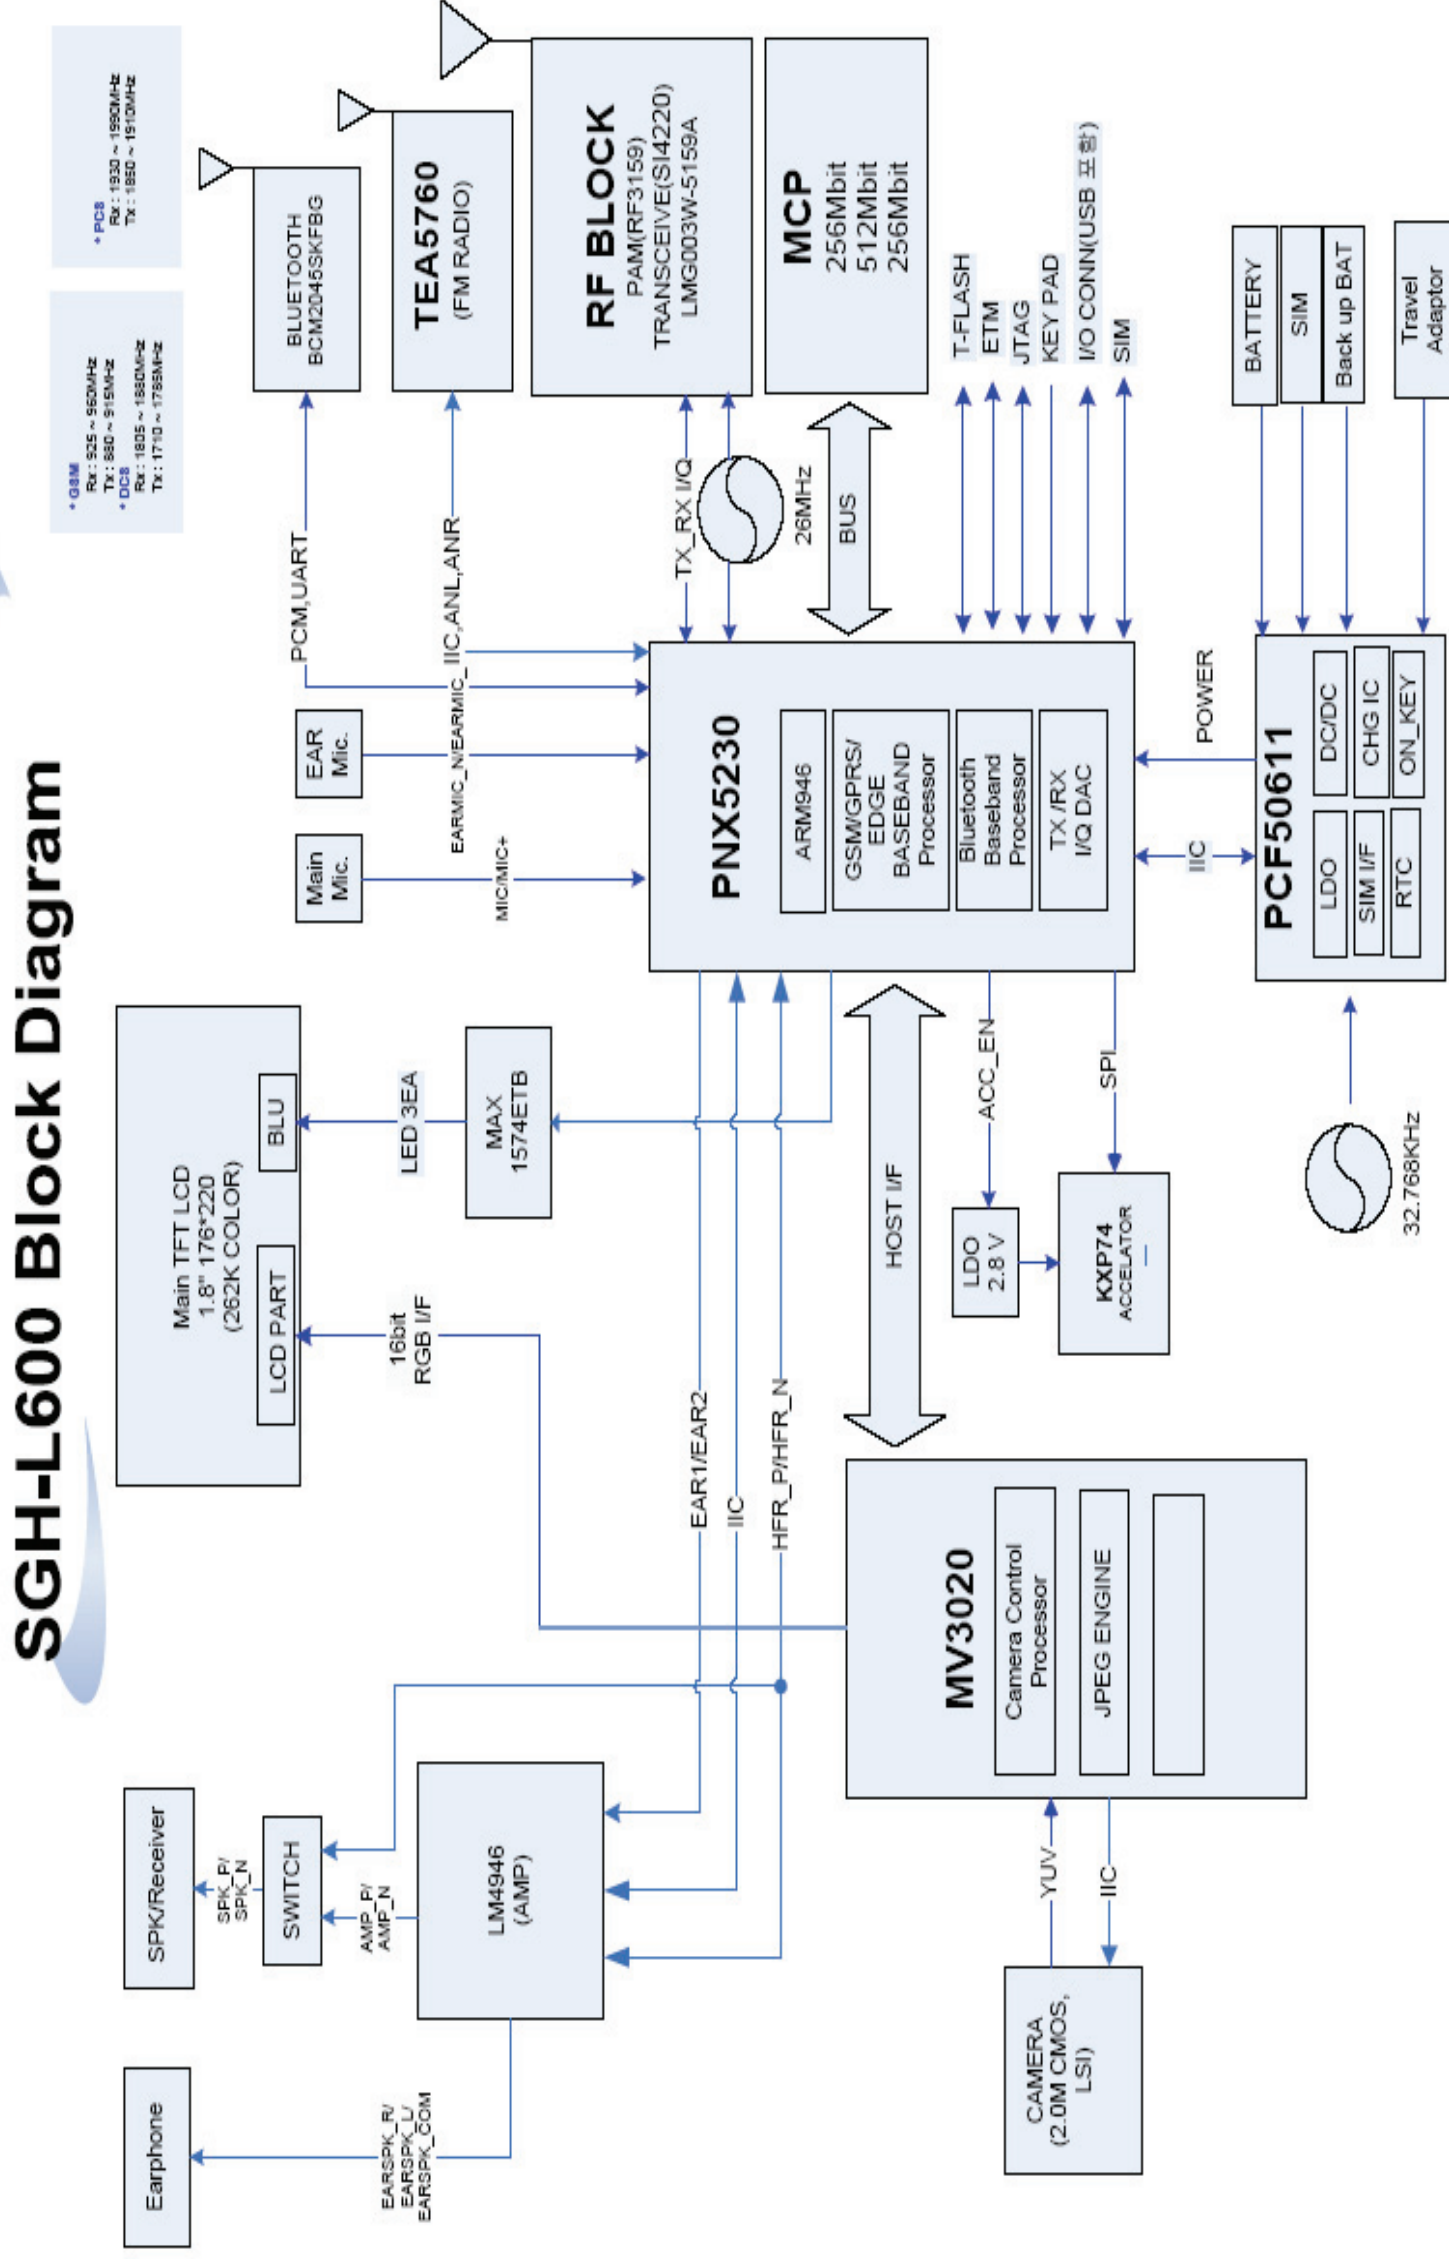 SGH-L600 Block Diagram
* GSM
Rx : 925 ~ 960MHz
Tx : 880 ~ 915MHz
* DCS
Rx : 1805 ~ 1880MHz
Tx : 1710 ~ 1785MHz
* PCS
Rx : 1930 ~ 1990MHz
Tx : 1850 ~ 1910MHz
Earphone
EARSPK_R/
EARSPK_L/
EARSPK_COM
SPK/Receiver
SPK_P/
SPK_N
SWITCH
AMP_P/
AMP_N
LM4946
(AMP)
Main TFT LCD
1.8" 176*220
(262K COLOR)
LCD PART
BLU
16bit
RGB I/F
LED 3EA
MAX
1574ETB
EAR1/EAR2
IIC
HFR_P/HFR_N
Main
Mic.
EAR
Mic.
MIC/MIC+
EARMIC_N/EARMIC_
PCM,UART
IIC,ANL,ANR
BLUETOOTH
BCM2045SKFBG
TEA5760
(FM RADIO)
RF BLOCK
PAM(RF3159)
TRANSCEIVE(SI4220)
LMG003W-5159A
TX_RX I/Q
26MHz
MCP
256Mbit
512Mbit
256Mbit
BUS
PNX5230
ARM946
GSM/GPRS/
EDGE
BASEBAND
Processor
Bluetooth
Baseband
Processor
TX /RX
I/Q DAC
T-FLASH
ETM
JTAG
KEY PAD
I/O CONN(USB 포함)
SIM
HOST I/F
MV3020
Camera Control
Processor
JPEG ENGINE
YUV
IIC
CAMERA
(2.0M CMOS,
LSI)
ACC_EN
SPI
LDO
2.8 V
KXP74
ACCELATOR
IIC
POWER
PCF50611
LDO
DC/DC
SIM I/F
CHG IC
RTC
ON_KEY
32.768KHz
BATTERY
SIM
Back up BAT
Travel
Adaptor